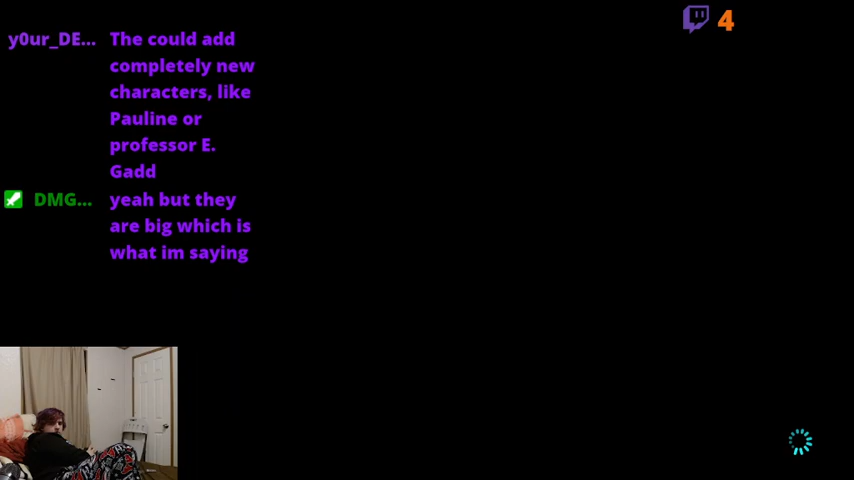 4
y0ur_DE... The could add
completely new
characters, like
Pauline or
professor E.
Gadd
DMG... yeah but they
are big which is
what im saying